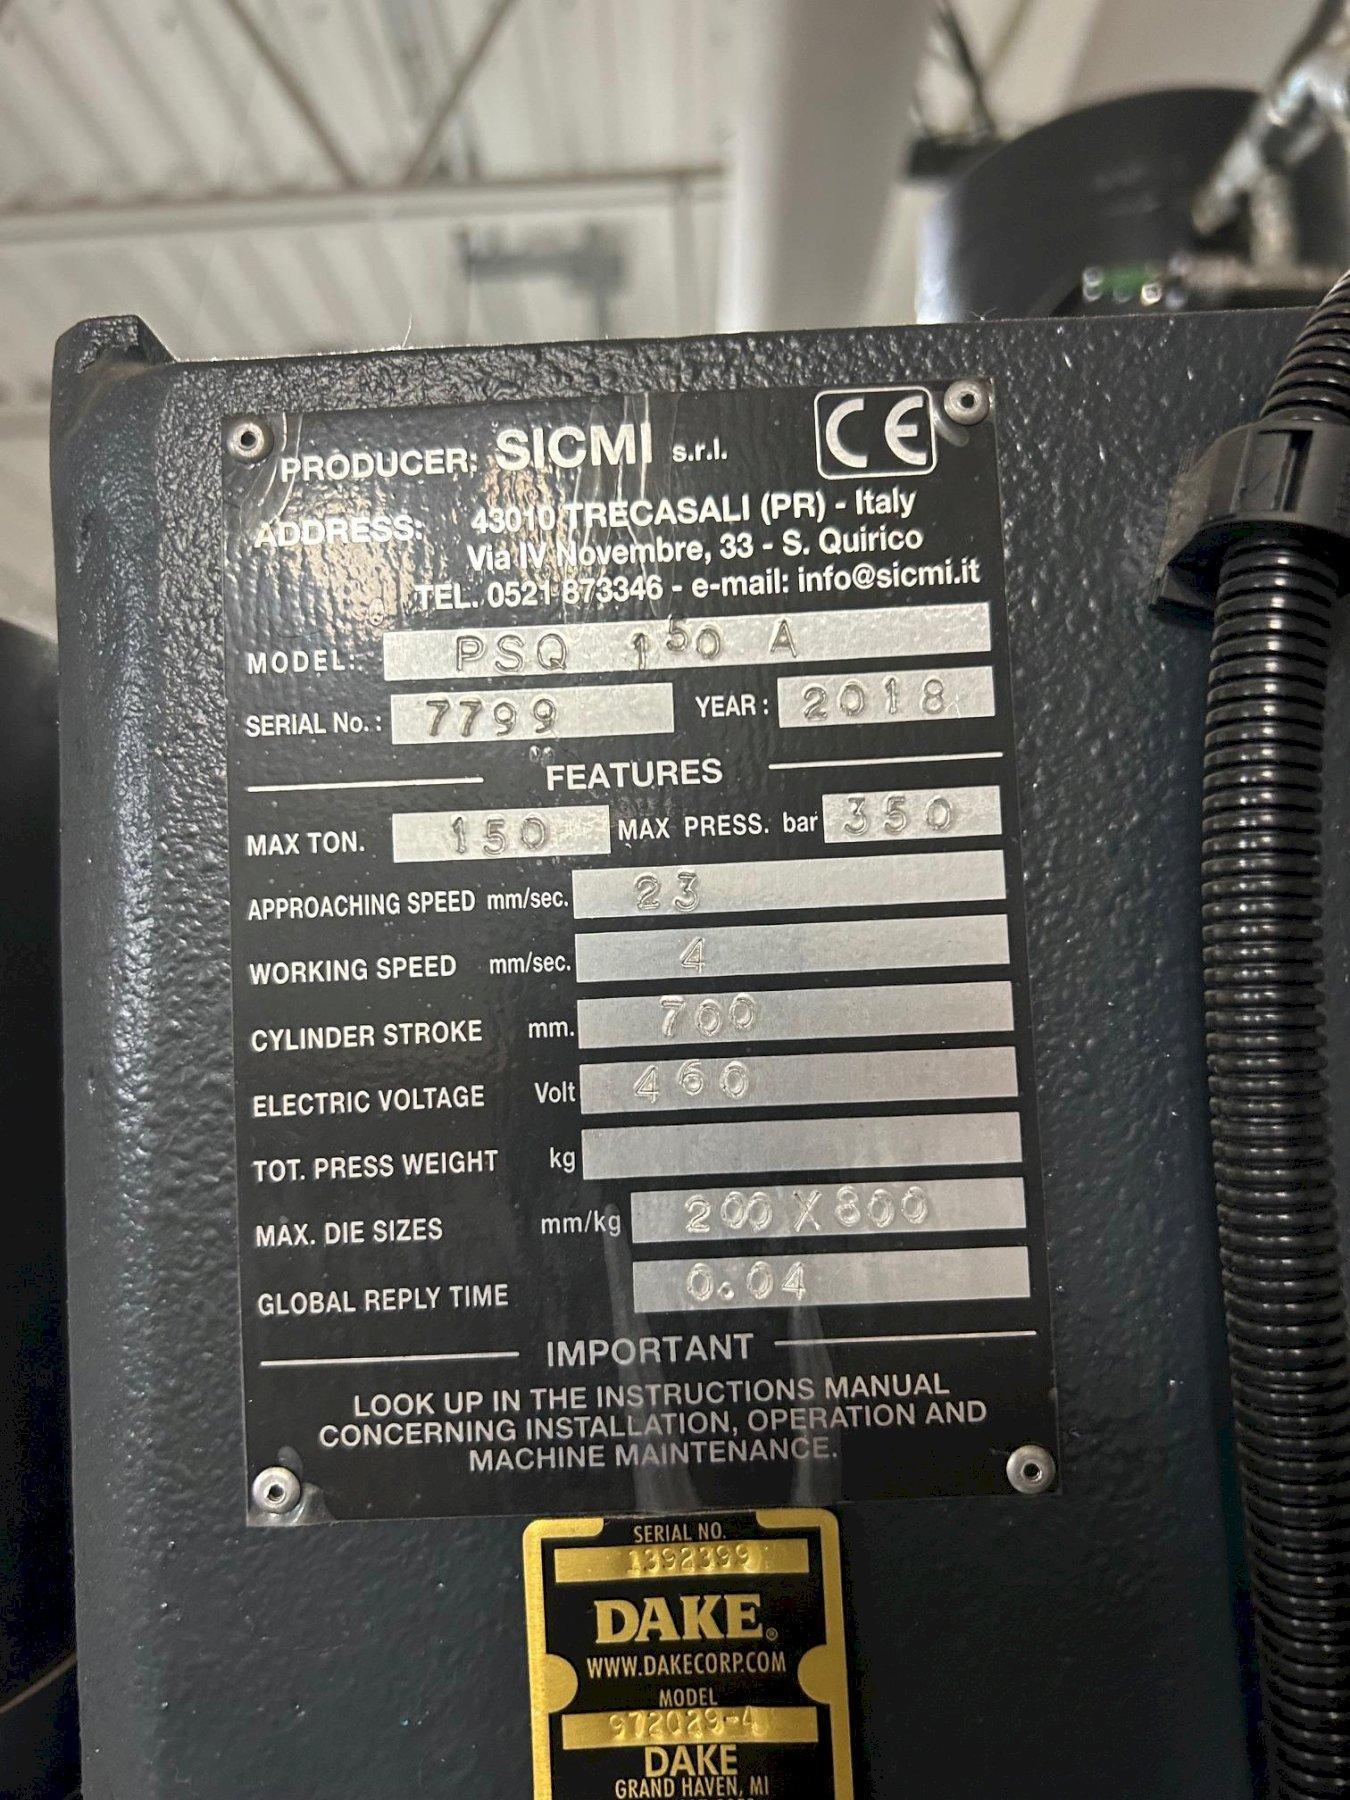 PRODUCER: SICMI s.r.l.
CE
ADDRESS: 43010 TRECASALI (PR) - Italy
Via IV Novembre, 33 - S. Quirico
TEL. 0521 873346 - e-mail: info@sicmi.it
MODEL: PSQ 150 A
SERIAL No.: 7799 YEAR: 2018
FEATURES
MAX TON. 150 MAX PRESS. bar 350
APPROACHING SPEED mm/sec. 23
WORKING SPEED mm/sec. 4
CYLINDER STROKE mm. 700
ELECTRIC VOLTAGE Volt 460
TOT. PRESS WEIGHT kg
MAX. DIE SIZES mm/kg 200X800
GLOBAL REPLY TIME 0.04
IMPORTANT
LOOK UP IN THE INSTRUCTIONS MANUAL
CONCERNING INSTALLATION, OPERATION AND
MACHINE MAINTENANCE.
SERIAL NO.
1392399
DAKE®
WWW.DAKECORP.COM
MODEL
972029-4
DAKE
GRAND HAVEN, MI